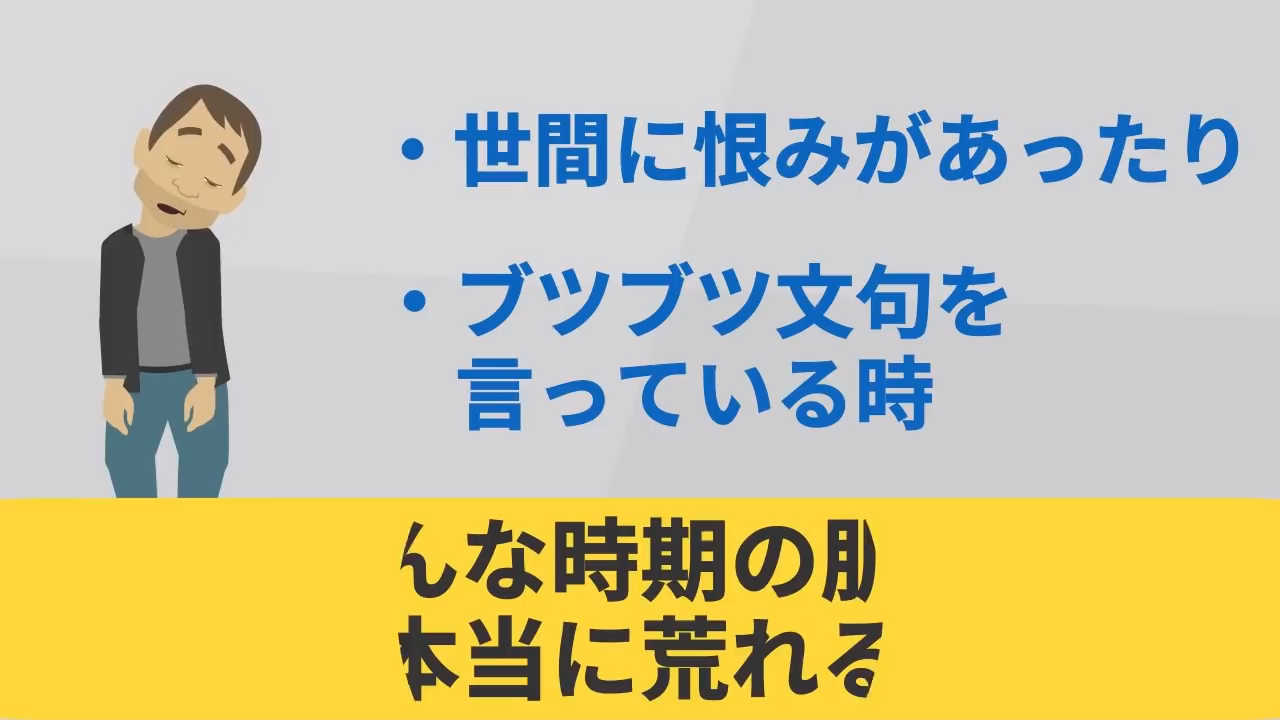 ・世間に恨みがあったり
・ブツブツ文句を
言っている時
んな時期の肌
本当に荒れる